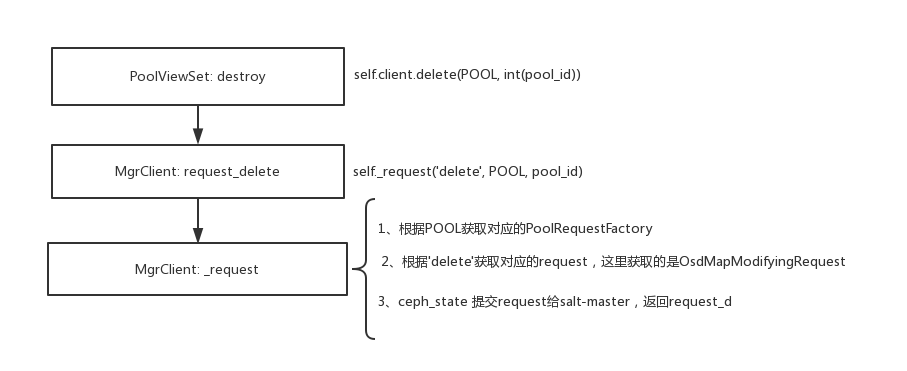 PoolViewSet: destroy
self.client.delete(POOL, int(pool_id))
MgrClient: request_delete
self._request('delete', POOL, pool_id)
MgrClient: _request
1、根据POOL获取对应的PoolRequestFactory
2、根据'delete'获取对应的request，这里获取的是OsdMapModifyingRequest
3、ceph_state 提交request给salt-master，返回request_d